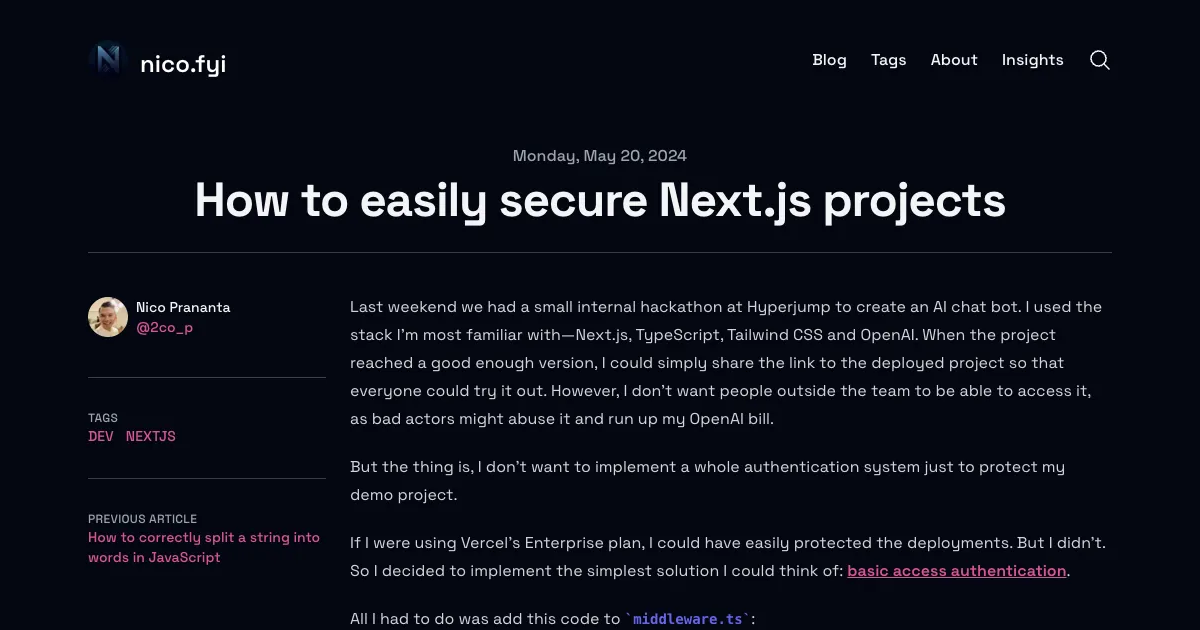 nico.fyi
Blog Tags About Insights
Monday, May 20, 2024
How to easily secure Next.js projects
Nico Prananta
@2co_p
TAGS
DEV NEXTJS
PREVIOUS ARTICLE
How to correctly split a string into
words in JavaScript
Last weekend we had a small internal hackathon at Hyperjump to create an AI chat bot. I used the
stack I'm most familiar with—Next.js, TypeScript, Tailwind CSS and OpenAI. When the project
reached a good enough version, I could simply share the link to the deployed project so that
everyone could try it out. However, I don't want people outside the team to be able to access it,
as bad actors might abuse it and run up my OpenAI bill.
But the thing is, I don't want to implement a whole authentication system just to protect my
demo project.
If I were using Vercel's Enterprise plan, I could have easily protected the deployments. But I didn't.
So I decided to implement the simplest solution I could think of: basic access authentication.
All I had to do was add this code to `middleware.ts`: